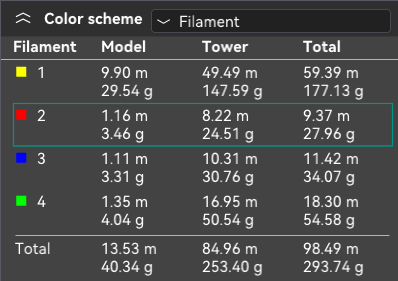 Color scheme Filament
Filament Model Tower Total
1 9.90 m 49.49 m 59.39 m
29.54 g 147.59 g 177.13 g
2 1.16 m 8.22 m 9.37 m
3.46 g 24.51 g 27.96 g
3 1.11 m 10.31 m 11.42 m
3.31 g 30.76 g 34.07 g
4 1.35 m 16.95 m 18.30 m
4.04 g 50.54 g 54.58 g
Total 13.53 m 84.96 m 98.49 m
40.34 g 253.40 g 293.74 g